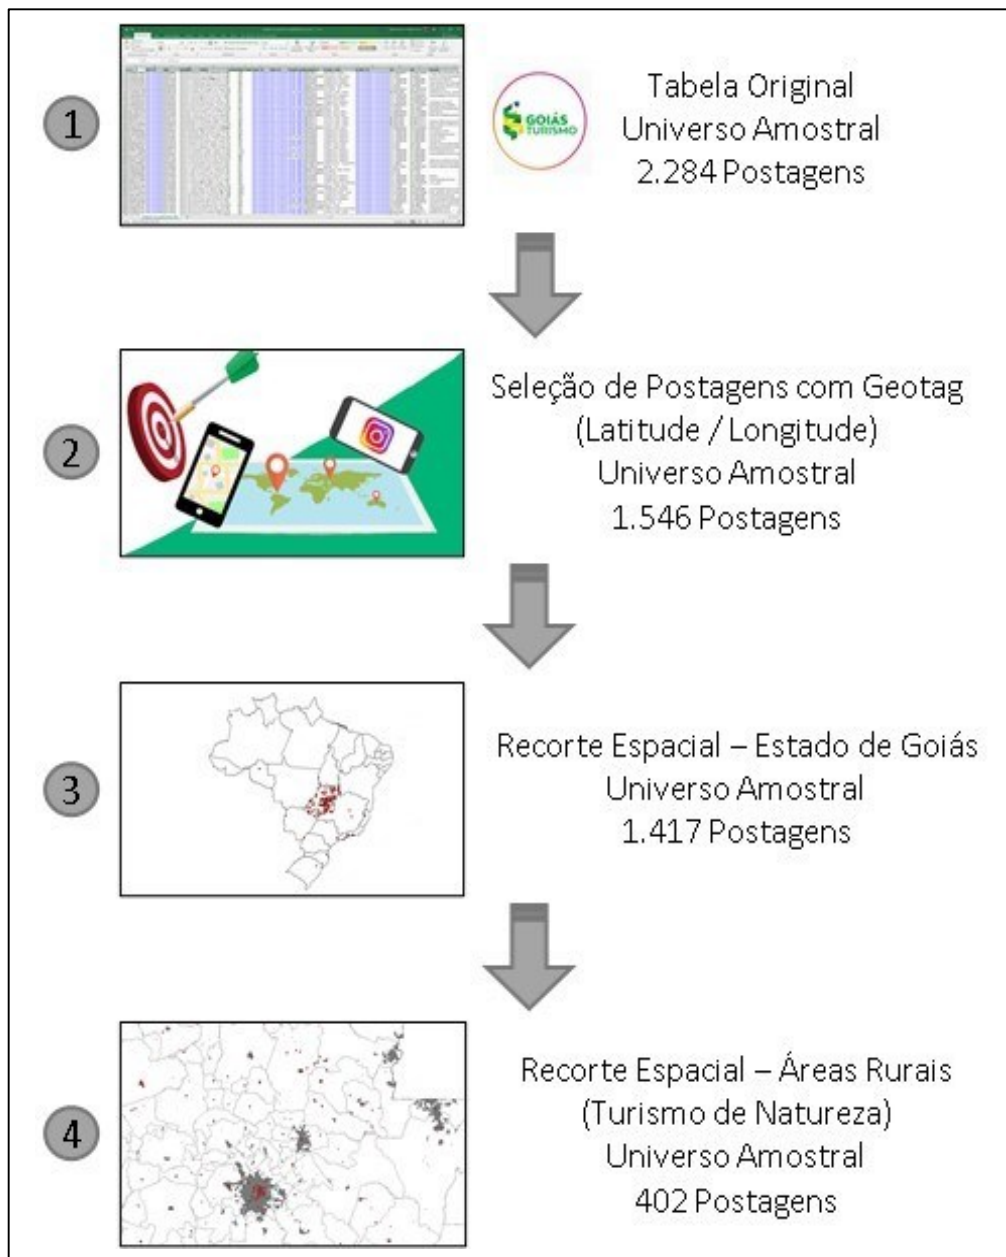 1
GOIÁS
TURISMO
Tabela Original
Universo Amostral
2.284 Postagens
2
Seleção de Postagens com Geotag
(Latitude / Longitude)
Universo Amostral
1.546 Postagens
3
Recorte Espacial – Estado de Goiás
Universo Amostral
1.417 Postagens
4
Recorte Espacial – Áreas Rurais
(Turismo de Natureza)
Universo Amostral
402 Postagens